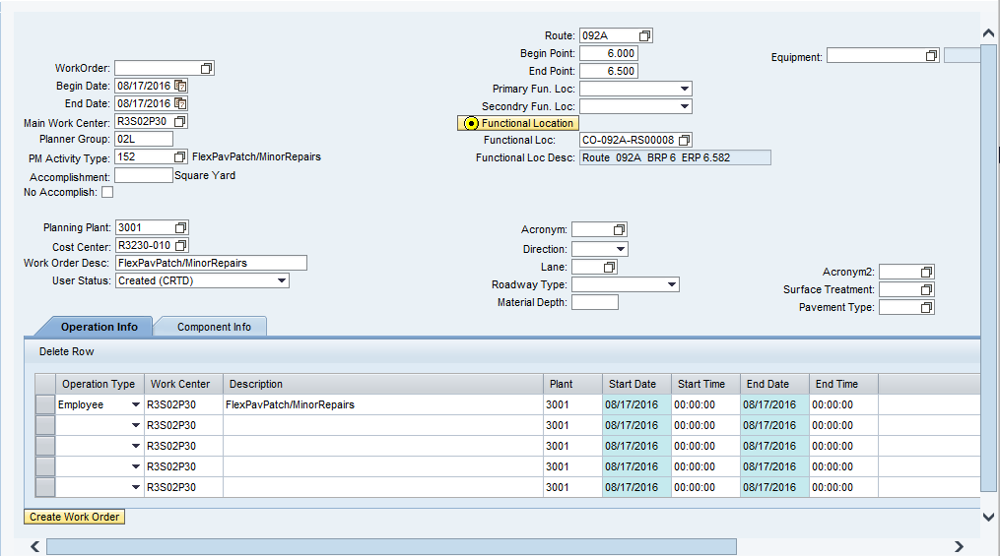 Route: 092A
Begin Point: 6.000
Equipment:
WorkOrder:
End Point: 6.500
Begin Date: 08/17/2016
Primary Fun. Loc:
End Date: 08/17/2016
Secondry Fun. Loc:
Main Work Center: R3S02P30
Functional Location
Planner Group: 02L
Functional Loc: CO-092A-RS00008
PM Activity Type: 152 FlexPavPatch/MinorRepairs
Functional Loc Desc: Route 092A BRP 6 ERP 6.582
Accomplishment: Square Yard
No Accomplish:
Planning Plant: 3001
Acronym:
Cost Center: R3230-010
Direction:
Work Order Desc: FlexPavPatch/MinorRepairs
Lane:
Acronym2:
User Status: Created (CRTD)
Roadway Type:
Surface Treatment:
Material Depth:
Pavement Type:
Operation Info Component Info
Delete Row
Operation Type Work Center Description Plant Start Date Start Time End Date End Time
Employee R3S02P30 FlexPavPatch/MinorRepairs 3001 08/17/2016 00:00:00 08/17/2016 00:00:00
R3S02P30 3001 08/17/2016 00:00:00 08/17/2016 00:00:00
R3S02P30 3001 08/17/2016 00:00:00 08/17/2016 00:00:00
R3S02P30 3001 08/17/2016 00:00:00 08/17/2016 00:00:00
R3S02P30 3001 08/17/2016 00:00:00 08/17/2016 00:00:00
Create Work Order